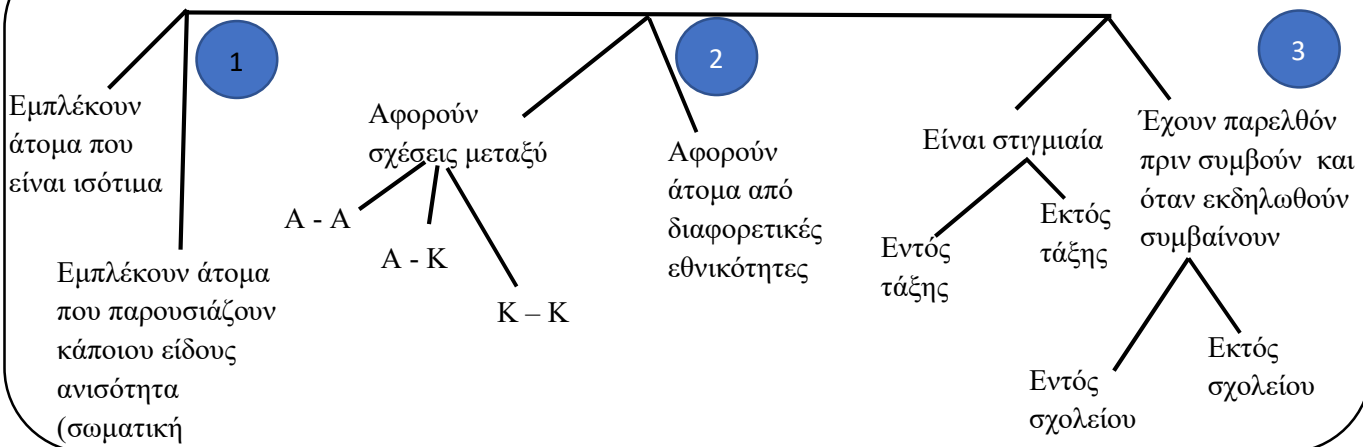 1
Εμπλέκουν
άτομα που
είναι ισότιμα
Εμπλέκουν άτομα
που παρουσιάζουν
κάποιου είδους
ανισότητα
(σωματική
2
Αφορούν
σχέσεις μεταξύ
Α - Α
Α - Κ
Κ – Κ
Αφορούν
άτομα από
διαφορετικές
εθνικότητες
3
Είναι στιγμιαία
Εντός
τάξης
Εκτός
τάξης
Έχουν παρελθόν
πριν συμβούν και
όταν εκδηλωθούν
συμβαίνουν
Εντός
σχολείου
Εκτός
σχολείου